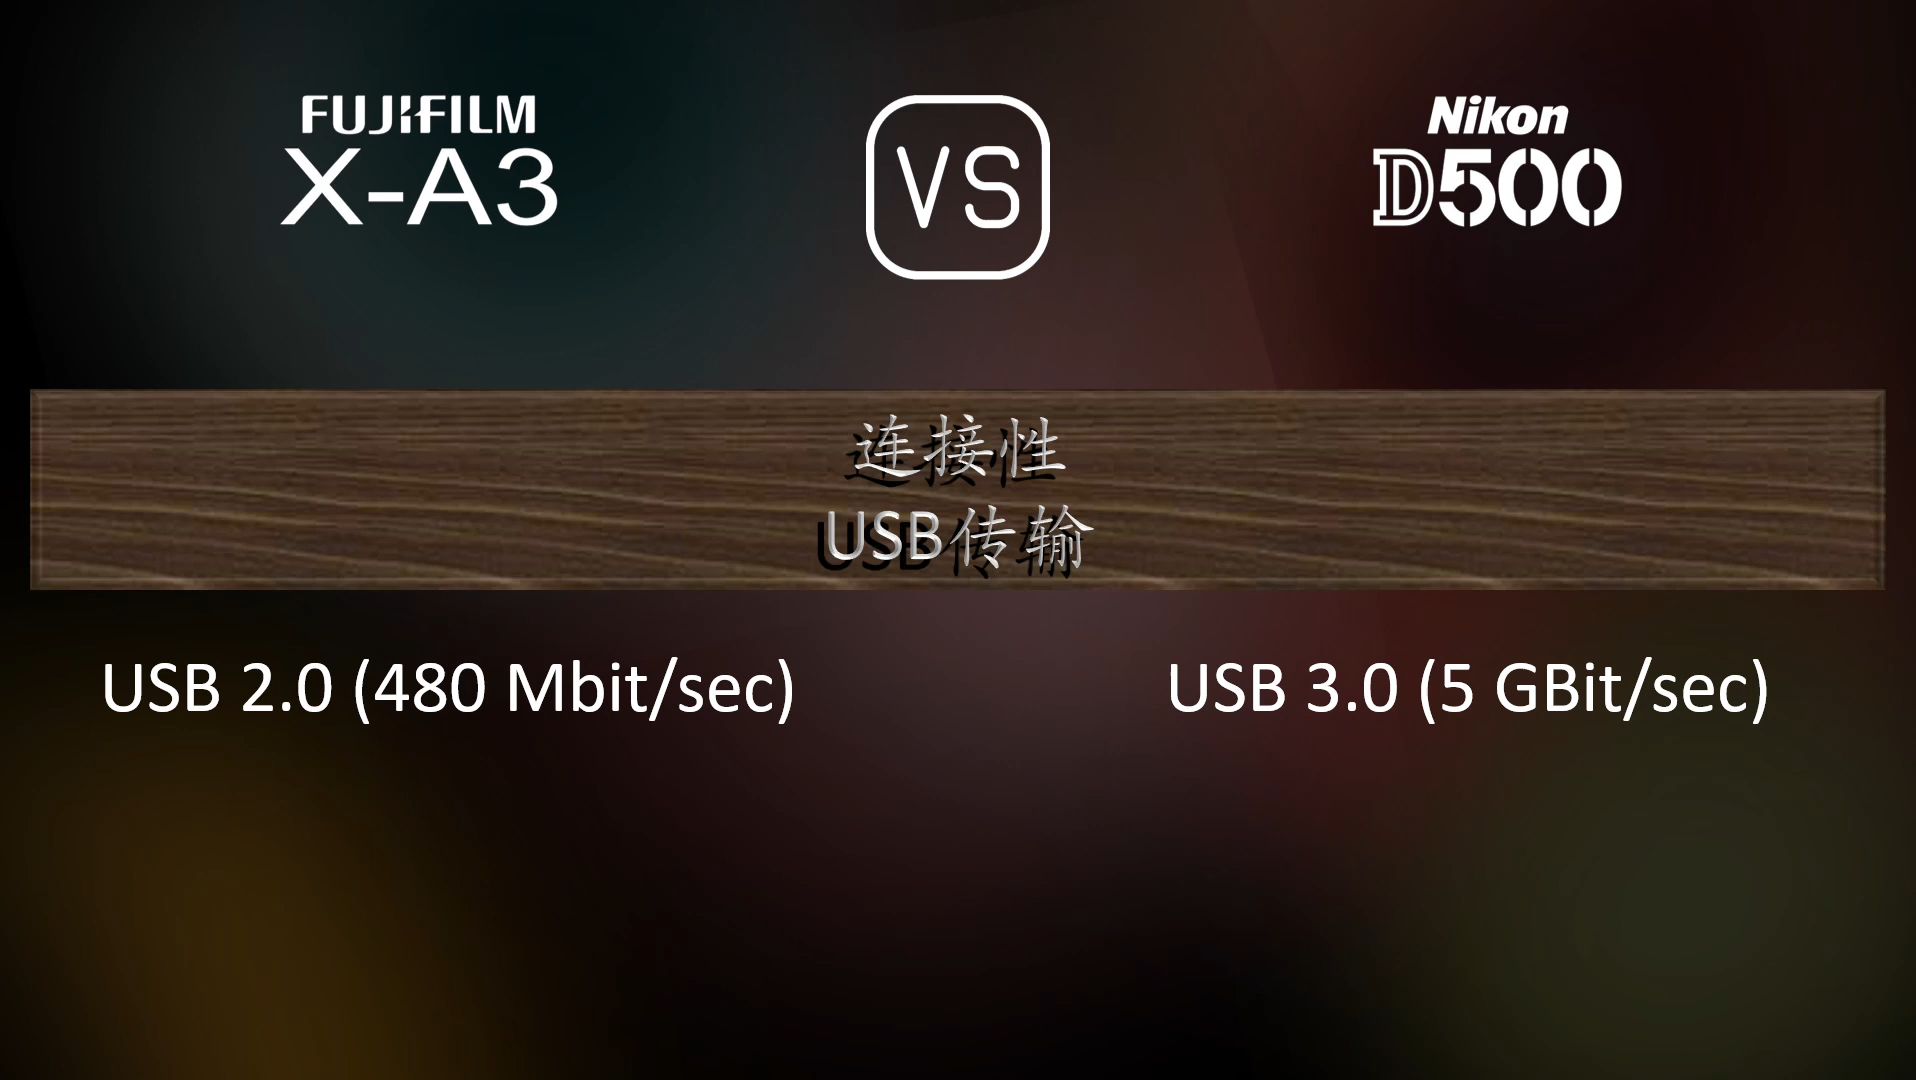 FUJIFILM
X-A3
VS
Nikon
D500
连接性
USB传输
USB 2.0 (480 Mbit/sec)
USB 3.0 (5 GBit/sec)